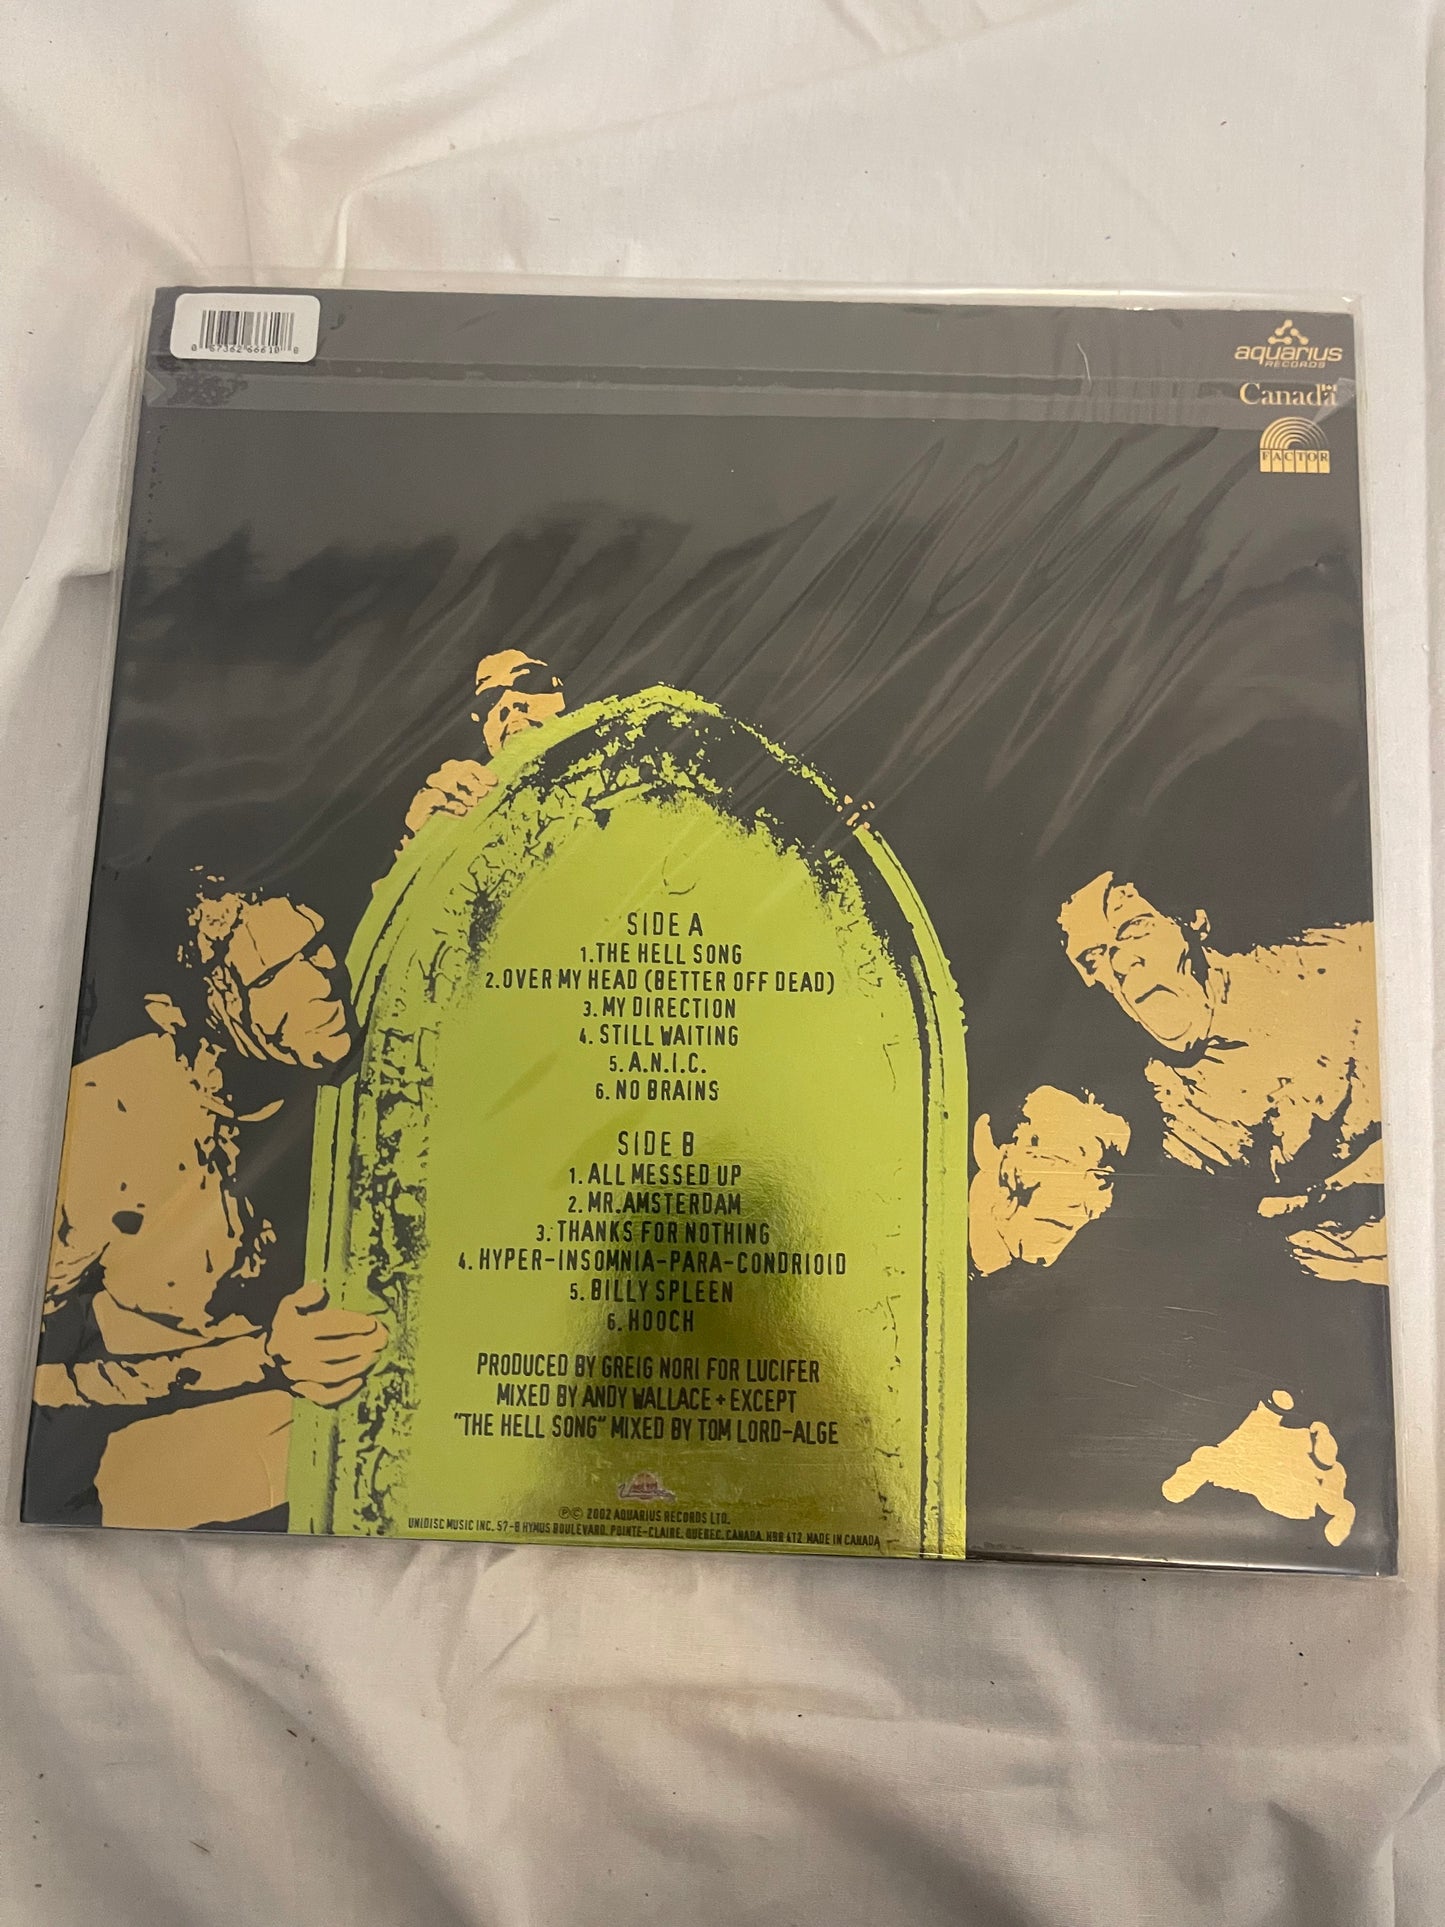 0 67362 66610 8
aquarius
RECORDS
Canada
FACTOR
SIDE A
1. THE HELL SONG
2. OVER MY HEAD (BETTER OFF DEAD)
3. MY DIRECTION
4. STILL WAITING
5. A.N.I.C.
6. NO BRAINS
SIDE B
1. ALL MESSED UP
2. MR. AMSTERDAM
3. THANKS FOR NOTHING
4. HYPER-INSOMNIA-PARA-CONDRIOID
5. BILLY SPLEEN
6. HOOCH
PRODUCED BY GREIG NORI FOR LUCIFER
MIXED BY ANDY WALLACE + EXCEPT
"THE HELL SONG" MIXED BY TOM LORD-ALGE
℗© 2002 AQUARIUS RECORDS LTD.
UNIDISC MUSIC INC. 57-B HYMUS BOULEVARD, POINTE-CLAIRE, QUEBEC, CANADA, H9R 4T2 MADE IN CANADA